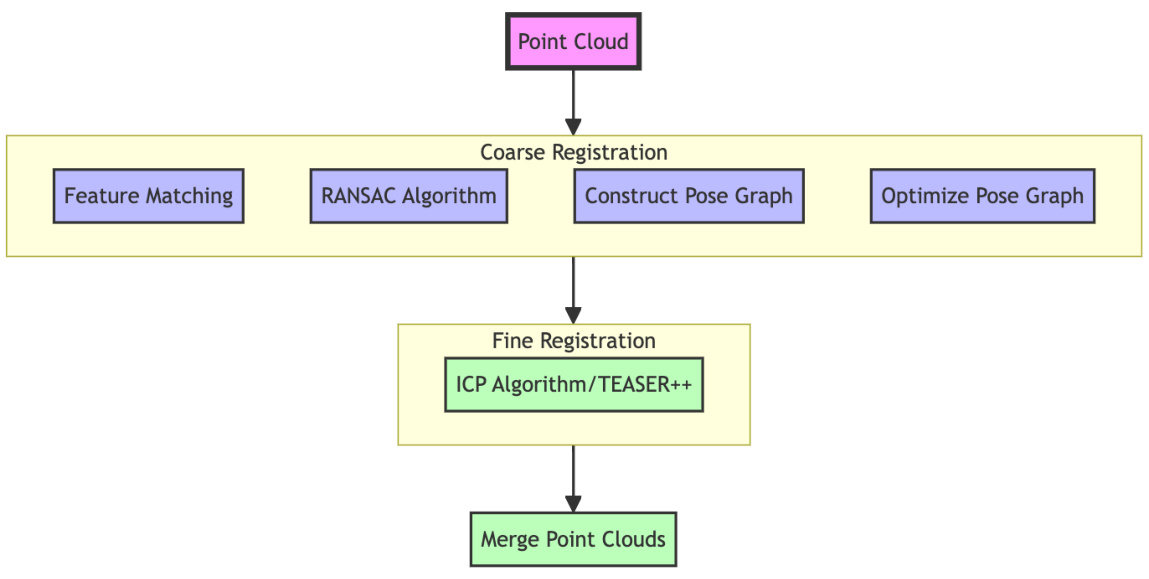 Point Cloud
Coarse Registration
Feature Matching
RANSAC Algorithm
Construct Pose Graph
Optimize Pose Graph
Fine Registration
ICP Algorithm/TEASER++
Merge Point Clouds